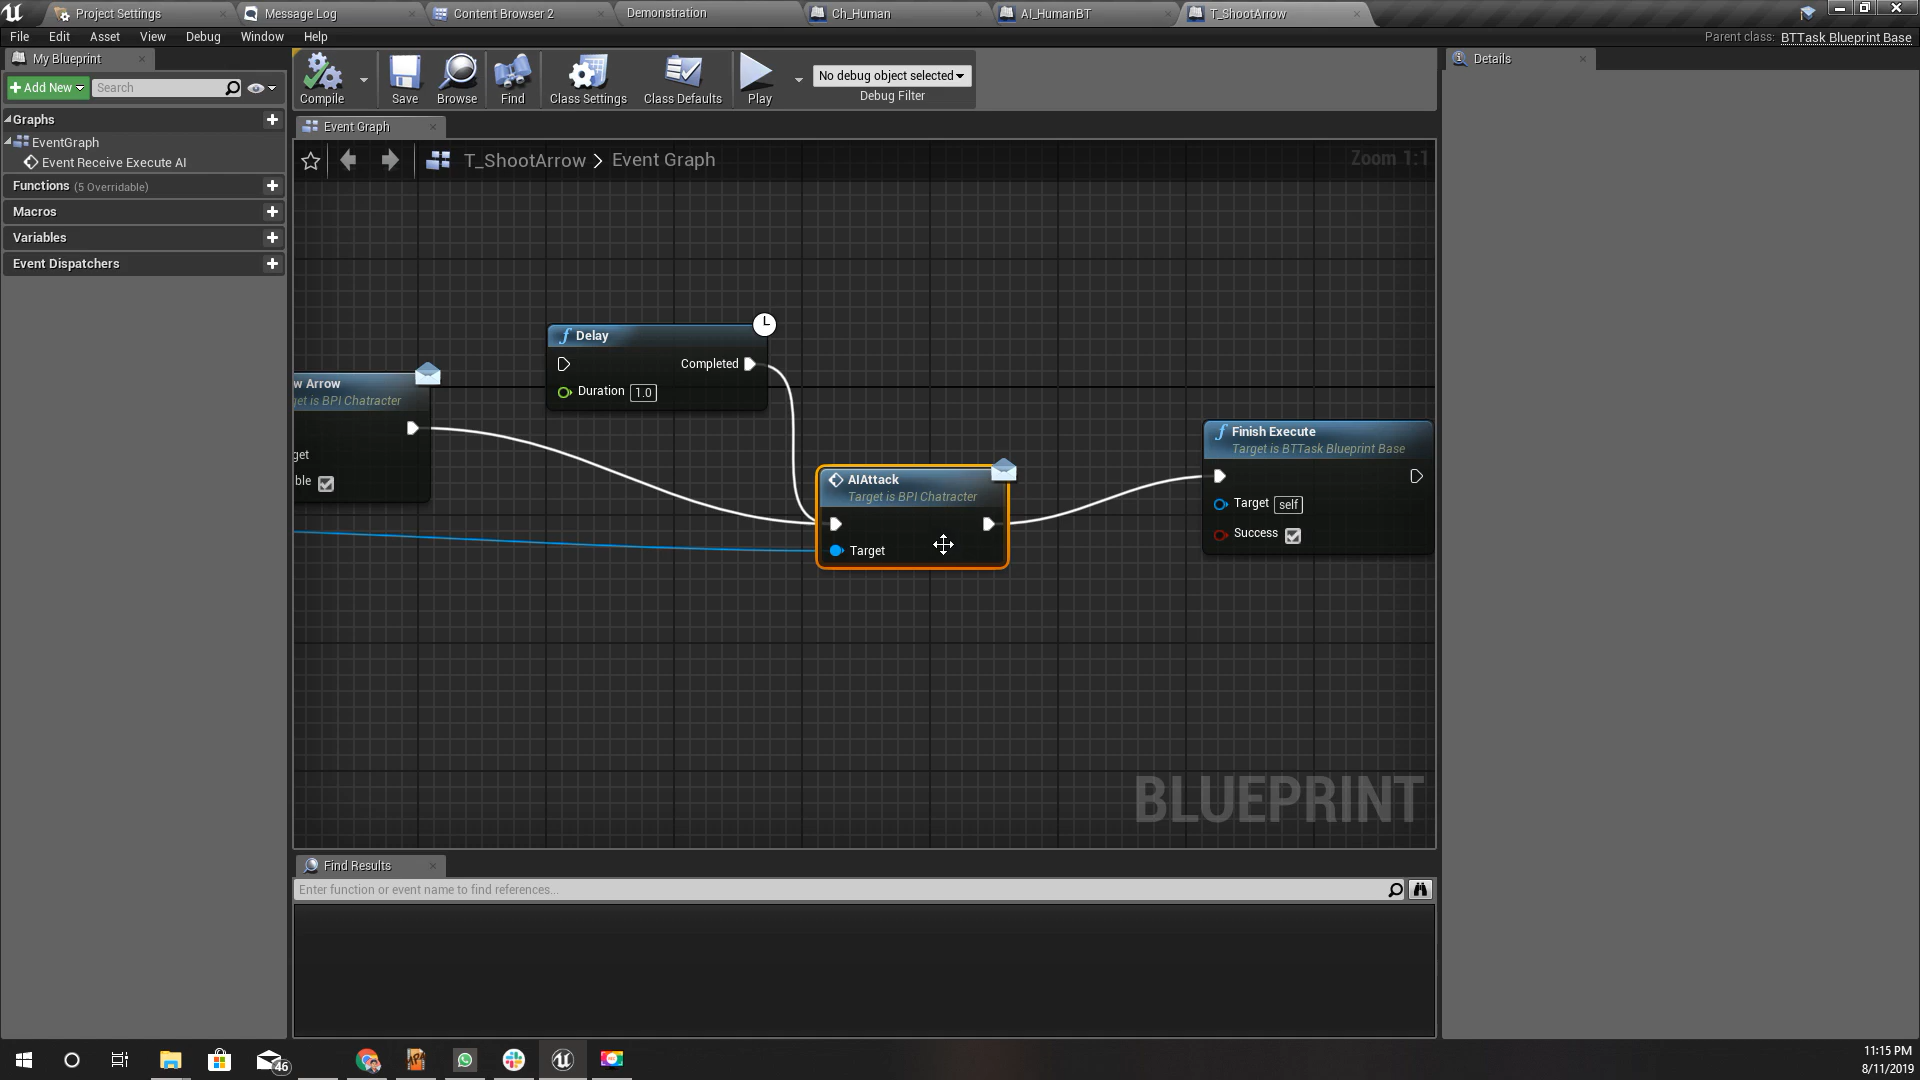 Project Settings
Message Log
Content Browser 2
Demonstration
Ch_Human
AI_HumanBT
T_ShootArrow
File Edit Asset View Debug Window Help
Parent class: BTTask Blueprint Base
My Blueprint
Add New
Search
Graphs
EventGraph
Event Receive Execute AI
Functions (5 Overridable)
Macros
Variables
Event Dispatchers
Compile
Save
Browse
Find
Class Settings
Class Defaults
Play
No debug object selected
Debug Filter
Details
Event Graph
T_ShootArrow > Event Graph
Zoom 1:1
Delay
Completed
Duration 1.0
w Arrow
get is BPI Chatracter
get
ble
AIAttack
Target is BPI Chatracter
Target
Finish Execute
Target is BTTask Blueprint Base
Target self
Success
BLUEPRINT
Find Results
Enter function or event name to find references...
46
11:15 PM
8/11/2019